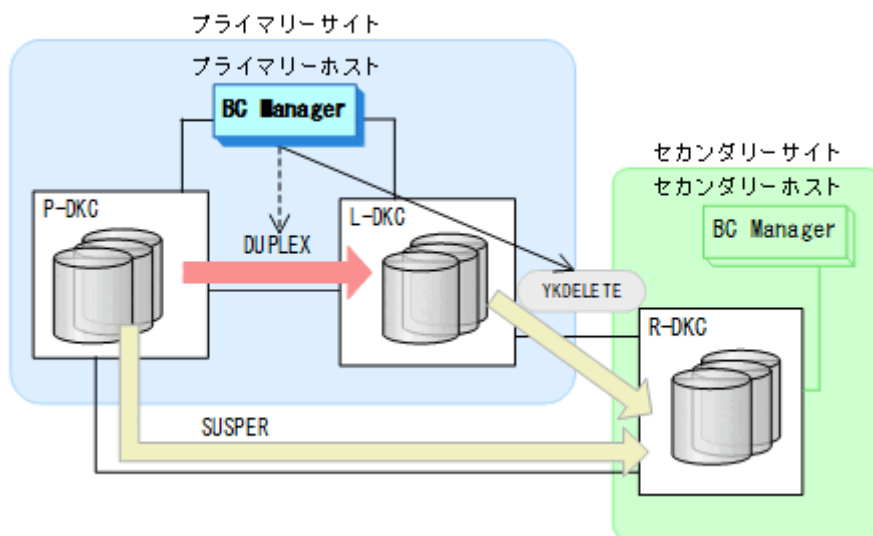 プライマリーサイト
プライマリーホスト
BC Manager
セカンダリーサイト
セカンダリーホスト
P-DKC
L-DKC
BC Manager
DUPLEX
YKDELETE
R-DKC
SUSPER